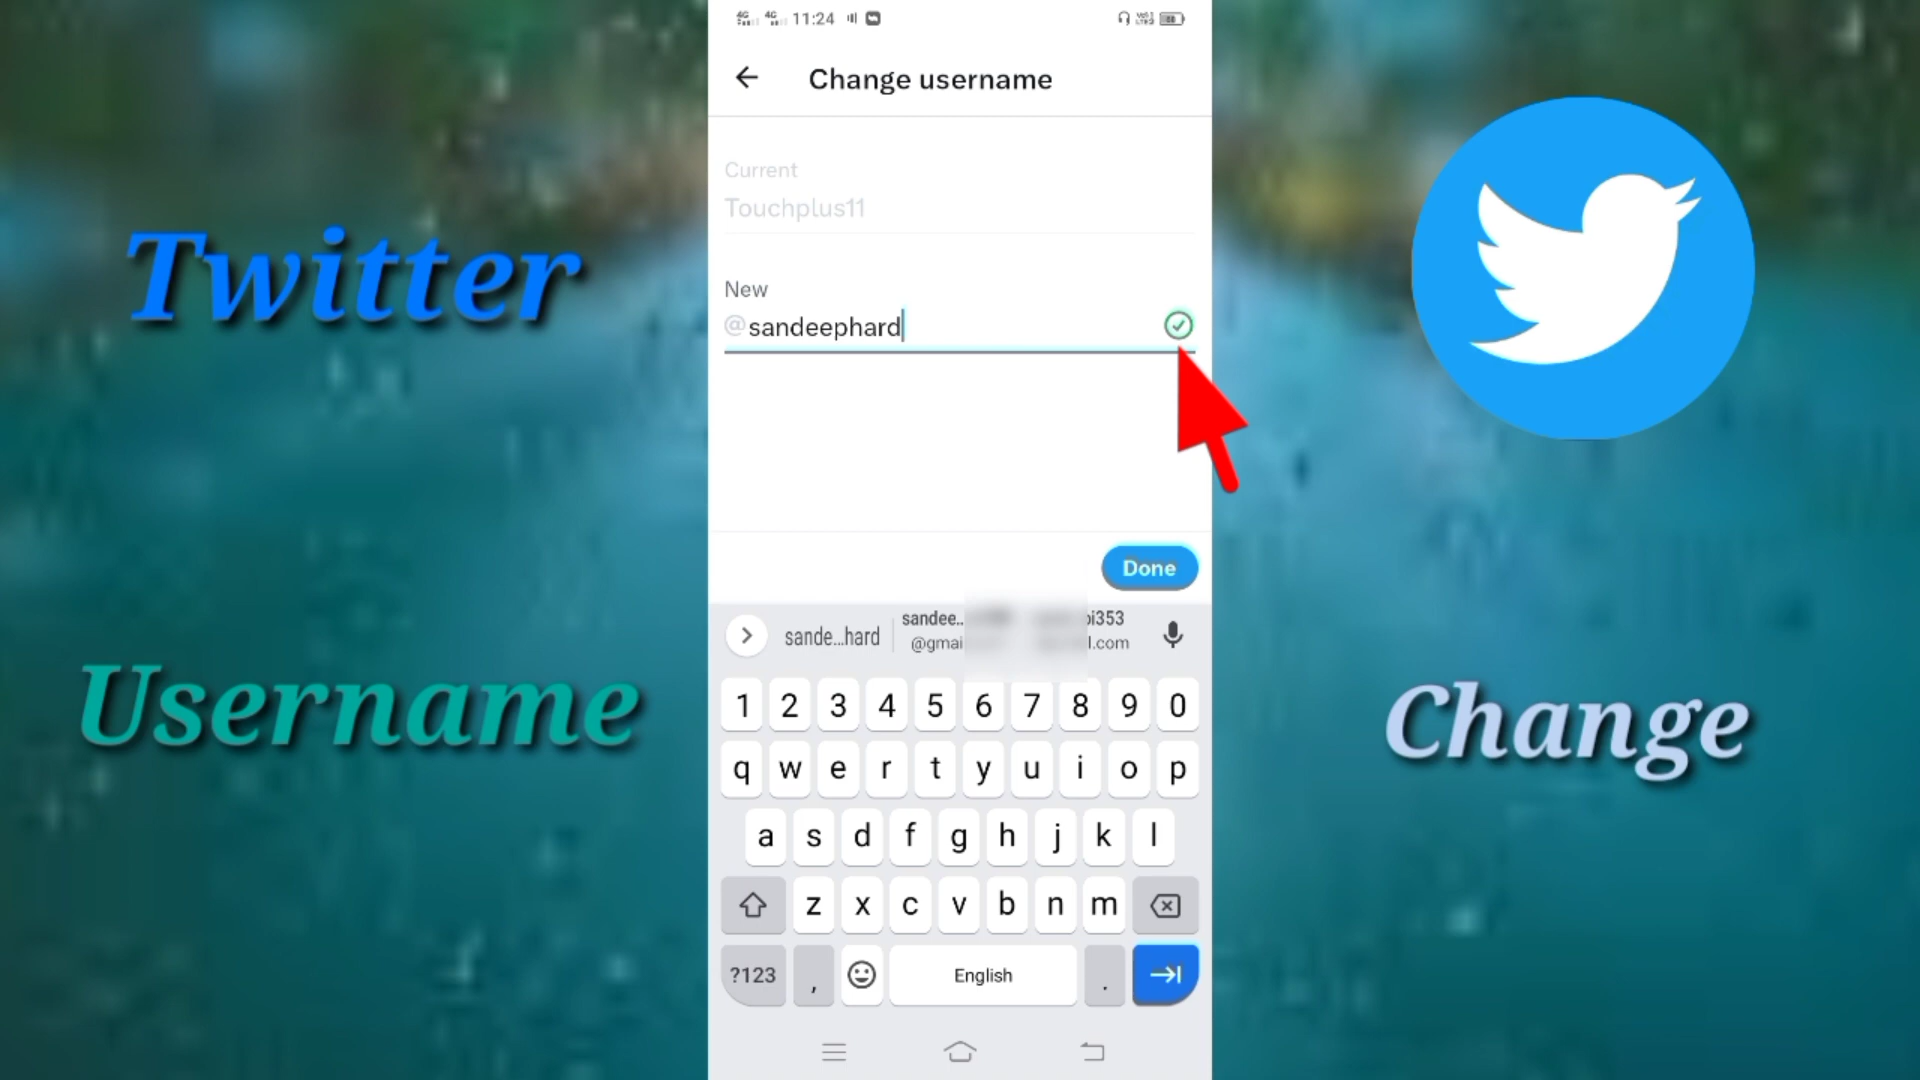 11:24
Change username
Current
Touchplus11
New
@sandeephard
Done
sande...hard
sandee..
@gmai
i353
l.com
1 2 3 4 5 6 7 8 9 0
q w e r t y u i o p
a s d f g h j k l
z x c v b n m
?123 , English .
Twitter
Username
Change